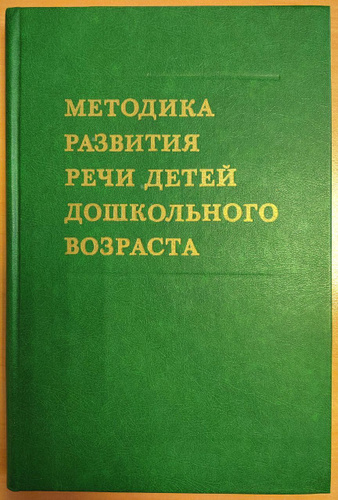 МЕТОДИКА
РАЗВИТИЯ
РЕЧИ ДЕТЕЙ
ДОШКОЛЬНОГО
ВОЗРАСТА